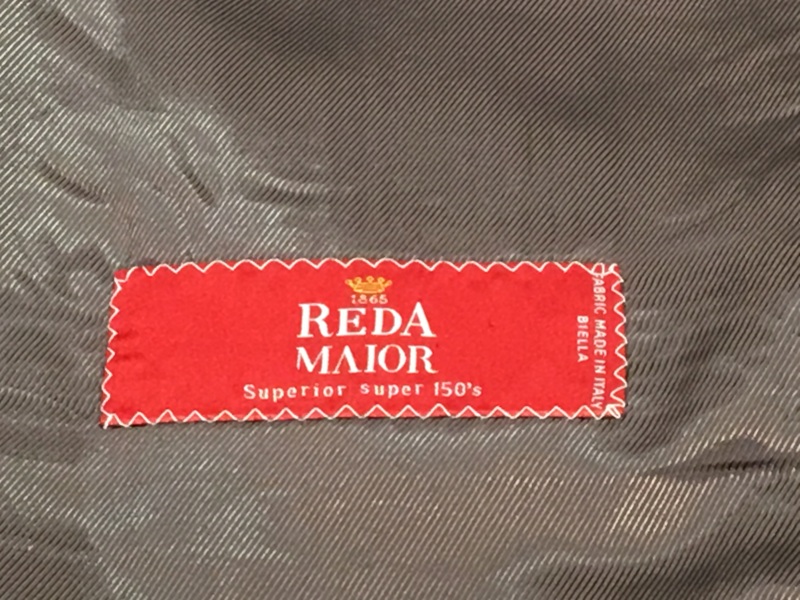 1865
REDA
MAIOR
Superior super 150's
FABRIC MADE IN ITALY
BIELLA